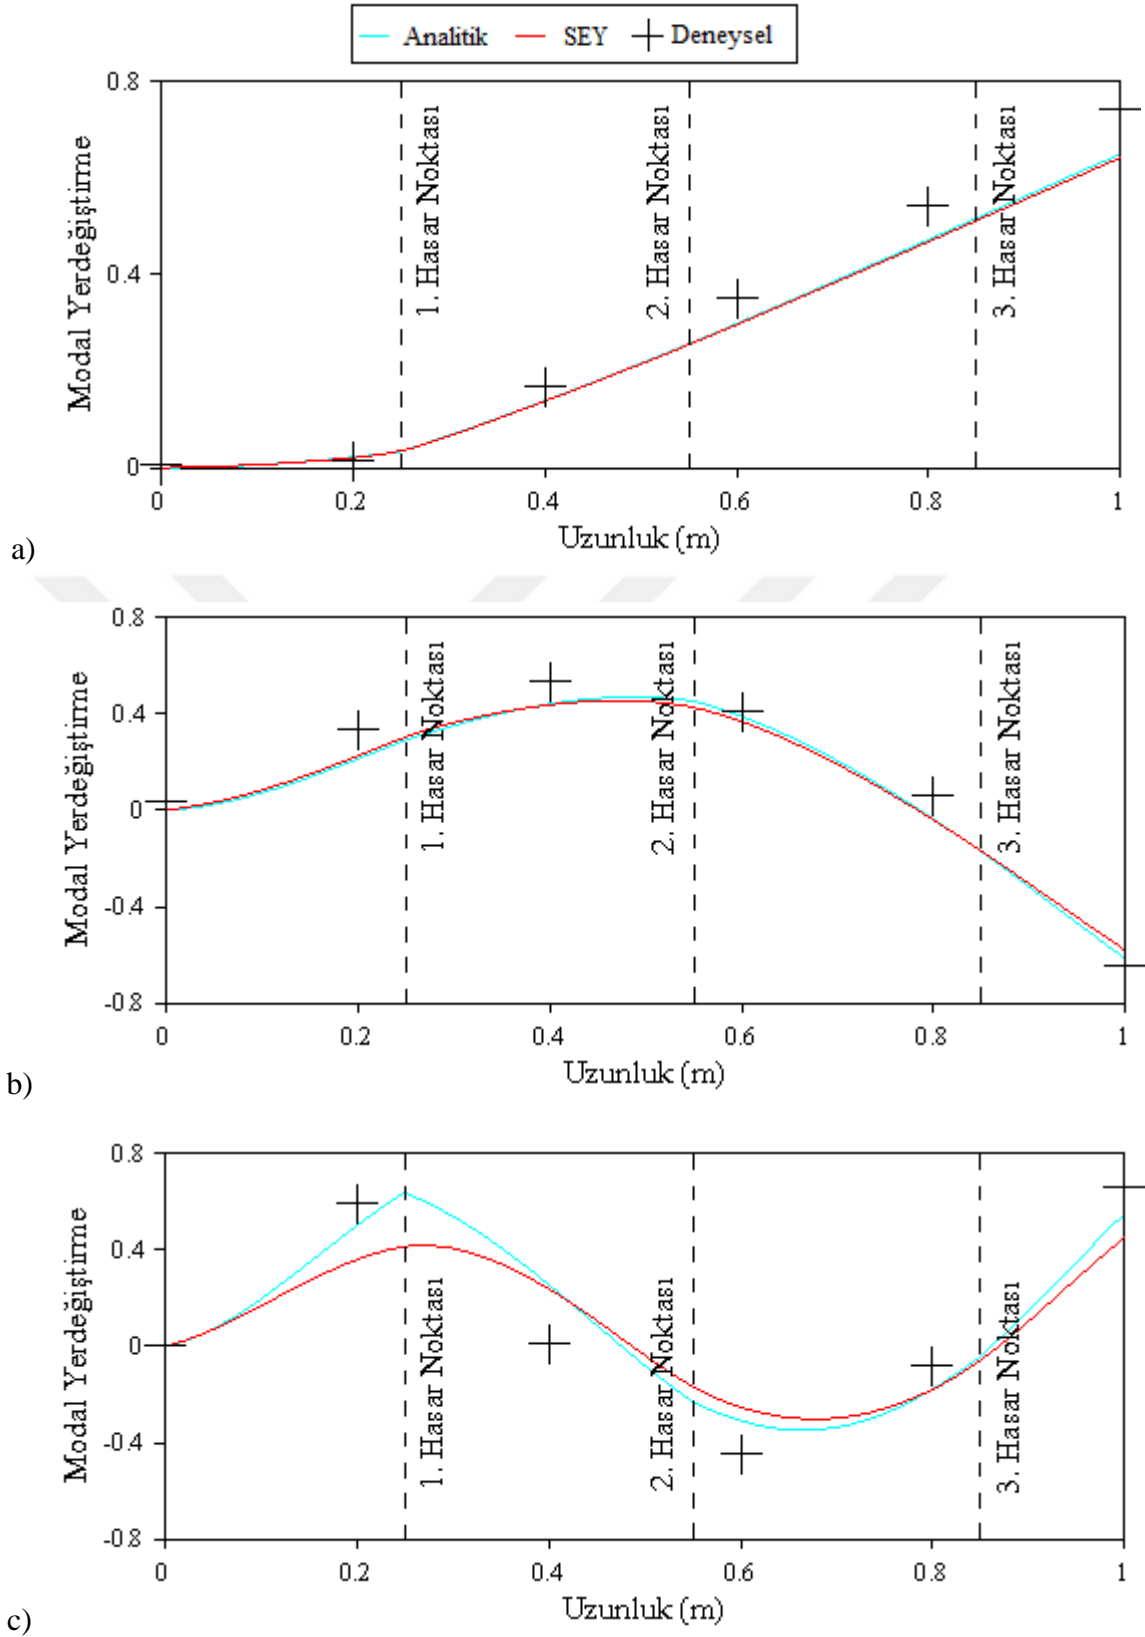 Analitik SEY Deneysel
0.8
0.4
0
Modal Yerdeğiştirme
1. Hasar Noktası
2. Hasar Noktası
3. Hasar Noktası
0 0.2 0.4 0.6 0.8 1
Uzunluk (m)
a)
0.8
0.4
0
-0.4
-0.8
Modal Yerdeğiştirme
1. Hasar Noktası
2. Hasar Noktası
3. Hasar Noktası
0 0.2 0.4 0.6 0.8 1
Uzunluk (m)
b)
0.8
0.4
0
-0.4
-0.8
Modal Yerdeğiştirme
1. Hasar Noktası
2. Hasar Noktası
3. Hasar Noktası
0 0.2 0.4 0.6 0.8 1
Uzunluk (m)
c)